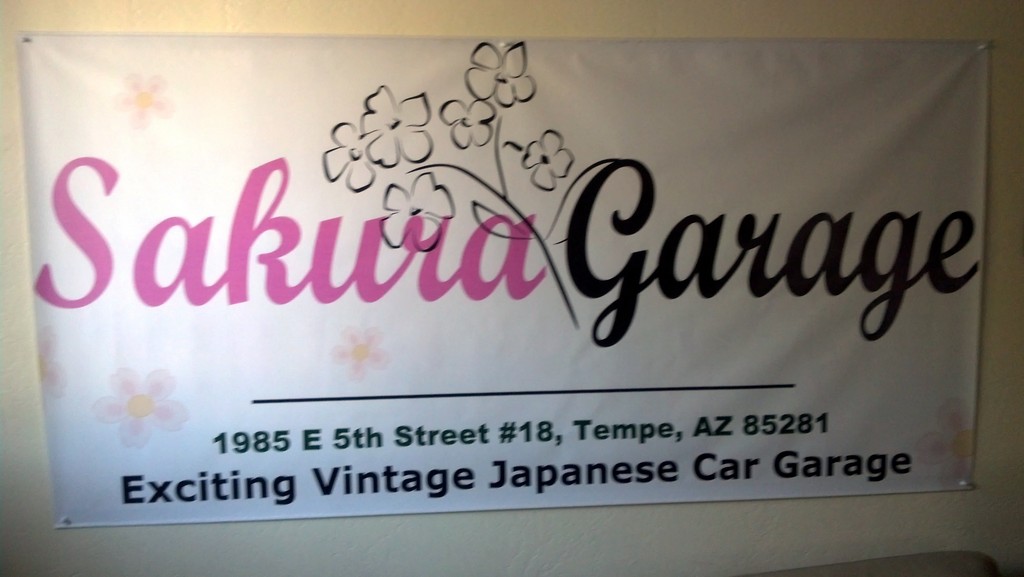 Sakura Garage
1985 E 5th Street #18, Tempe, AZ 85281
Exciting Vintage Japanese Car Garage